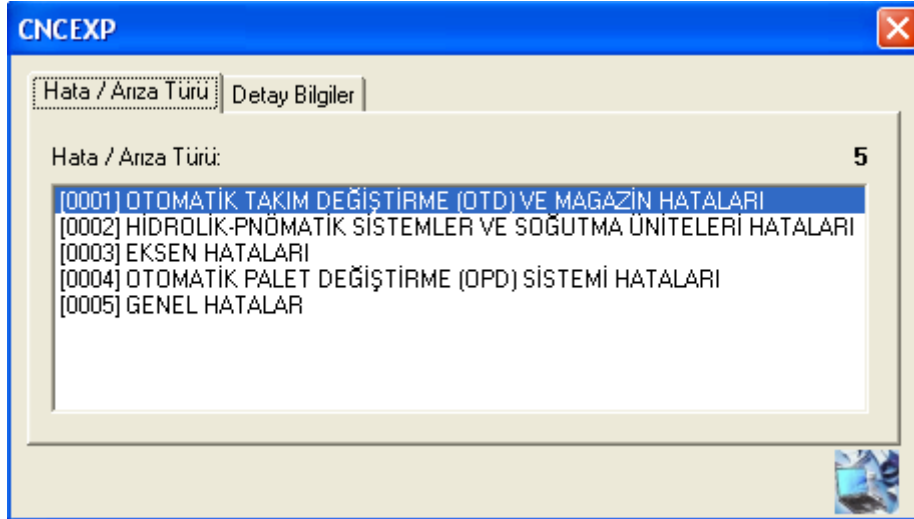 CNCEXP
Hata / Arıza Türü Detay Bilgiler
Hata / Arıza Türü: 5
[0001] OTOMATİK TAKIM DEĞİŞTİRME (OTD) VE MAGAZİN HATALARI
[0002] HİDROLİK-PNÖMATİK SİSTEMLER VE SOĞUTMA ÜNİTELERİ HATALARI
[0003] EKSEN HATALARI
[0004] OTOMATİK PALET DEĞİŞTİRME (OPD) SİSTEMİ HATALARI
[0005] GENEL HATALAR